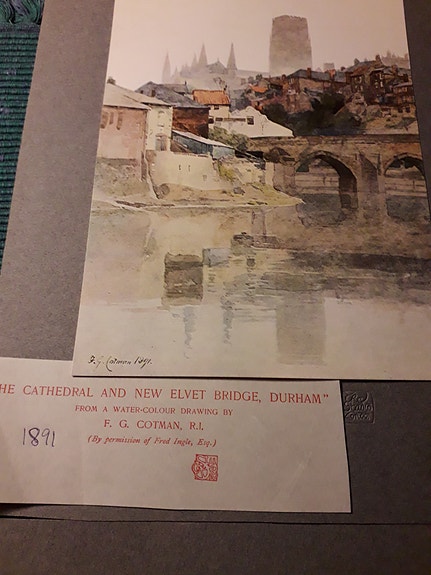 F. G. Cotman 1891.
HE CATHEDRAL AND NEW ELVET BRIDGE, DURHAM"
FROM A WATER-COLOUR DRAWING BY
F. G. COTMAN, R.I.
(By permission of Fred Ingle, Esq.)
1891